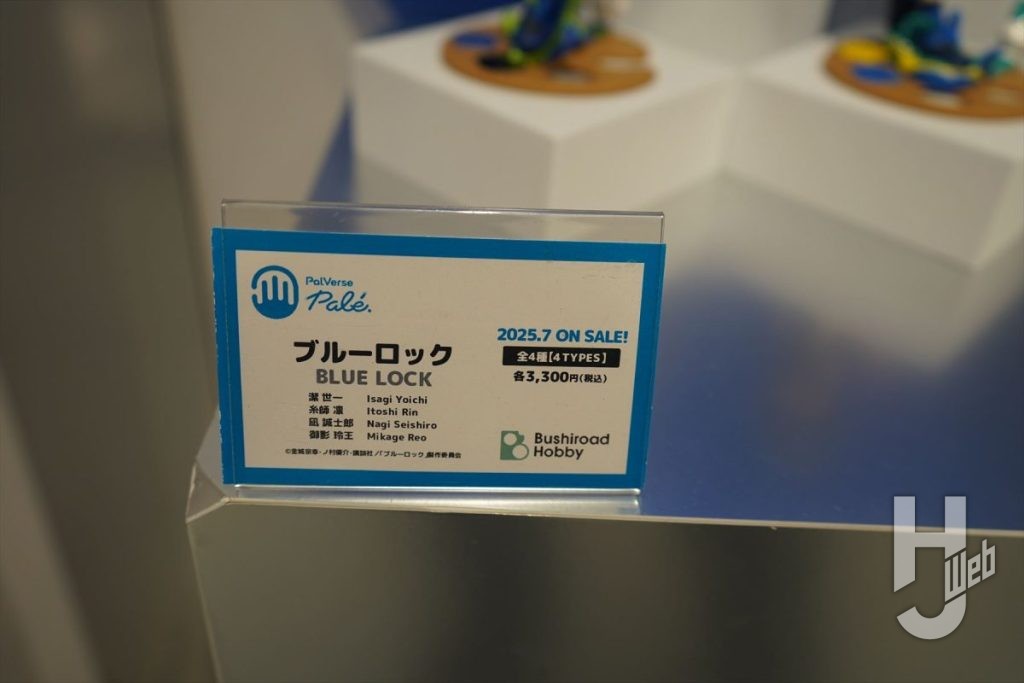 PalVerse
Palé.
ブルーロック
BLUE LOCK
潔 世一 Isagi Yoichi
糸師 凛 Itoshi Rin
凪 誠士郎 Nagi Seishiro
御影 玲王 Mikage Reo
©金城宗幸・ノ村優介・講談社/「ブルーロック」製作委員会
2025.7 ON SALE!
全4種【4TYPES】
各3,300円(税込)
Bushiroad
Hobby
HJ Web